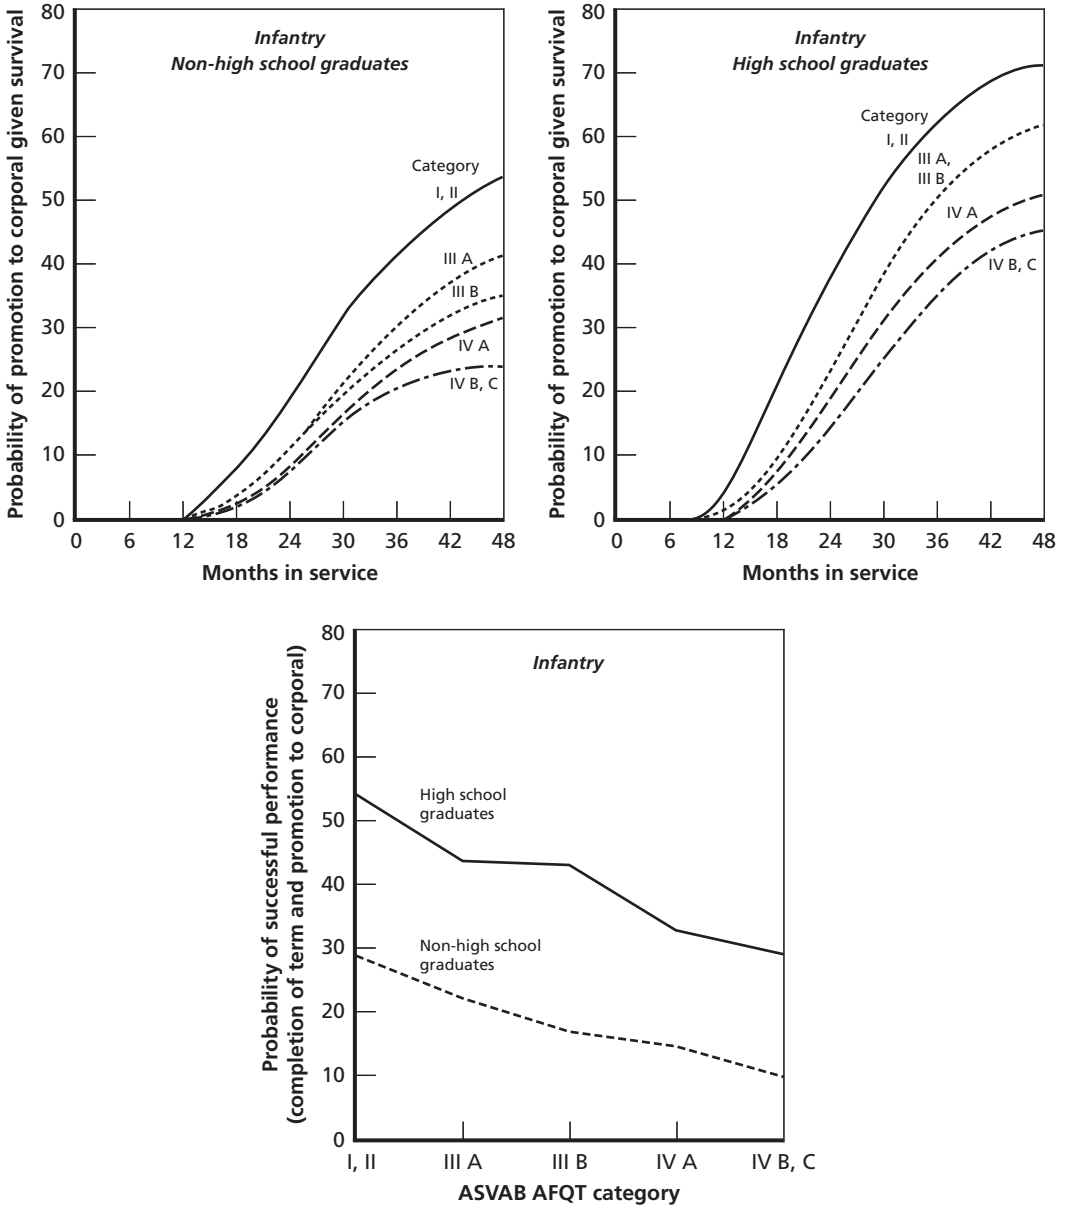 Probability of promotion to corporal given survival
80
70
60
50
40
30
20
10
0
Infantry
Non-high school graduates
Category
I, II
III A
III B
IV A
IV B, C
0 6 12 18 24 30 36 42 48
Months in service
Probability of promotion to corporal given survival
80
70
60
50
40
30
20
10
0
Infantry
High school graduates
Category
I, II
III A,
III B
IV A
IV B, C
0 6 12 18 24 30 36 42 48
Months in service
Probability of successful performance
(completion of term and promotion to corporal)
80
70
60
50
40
30
20
10
0
Infantry
High school
graduates
Non-high school
graduates
I, II III A III B IV A IV B, C
ASVAB AFQT category